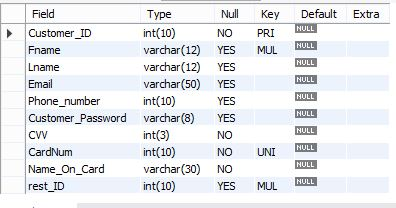 Field Type Null Key Default Extra
Customer_ID int(10) NO PRI NULL
Fname varchar(12) YES MUL NULL
Lname varchar(12) YES NULL
Email varchar(50) YES NULL
Phone_number int(10) YES NULL
Customer_Password varchar(8) YES NULL
CVV int(3) NO NULL
CardNum int(10) NO UNI NULL
Name_On_Card varchar(30) NO NULL
rest_ID int(10) YES MUL NULL